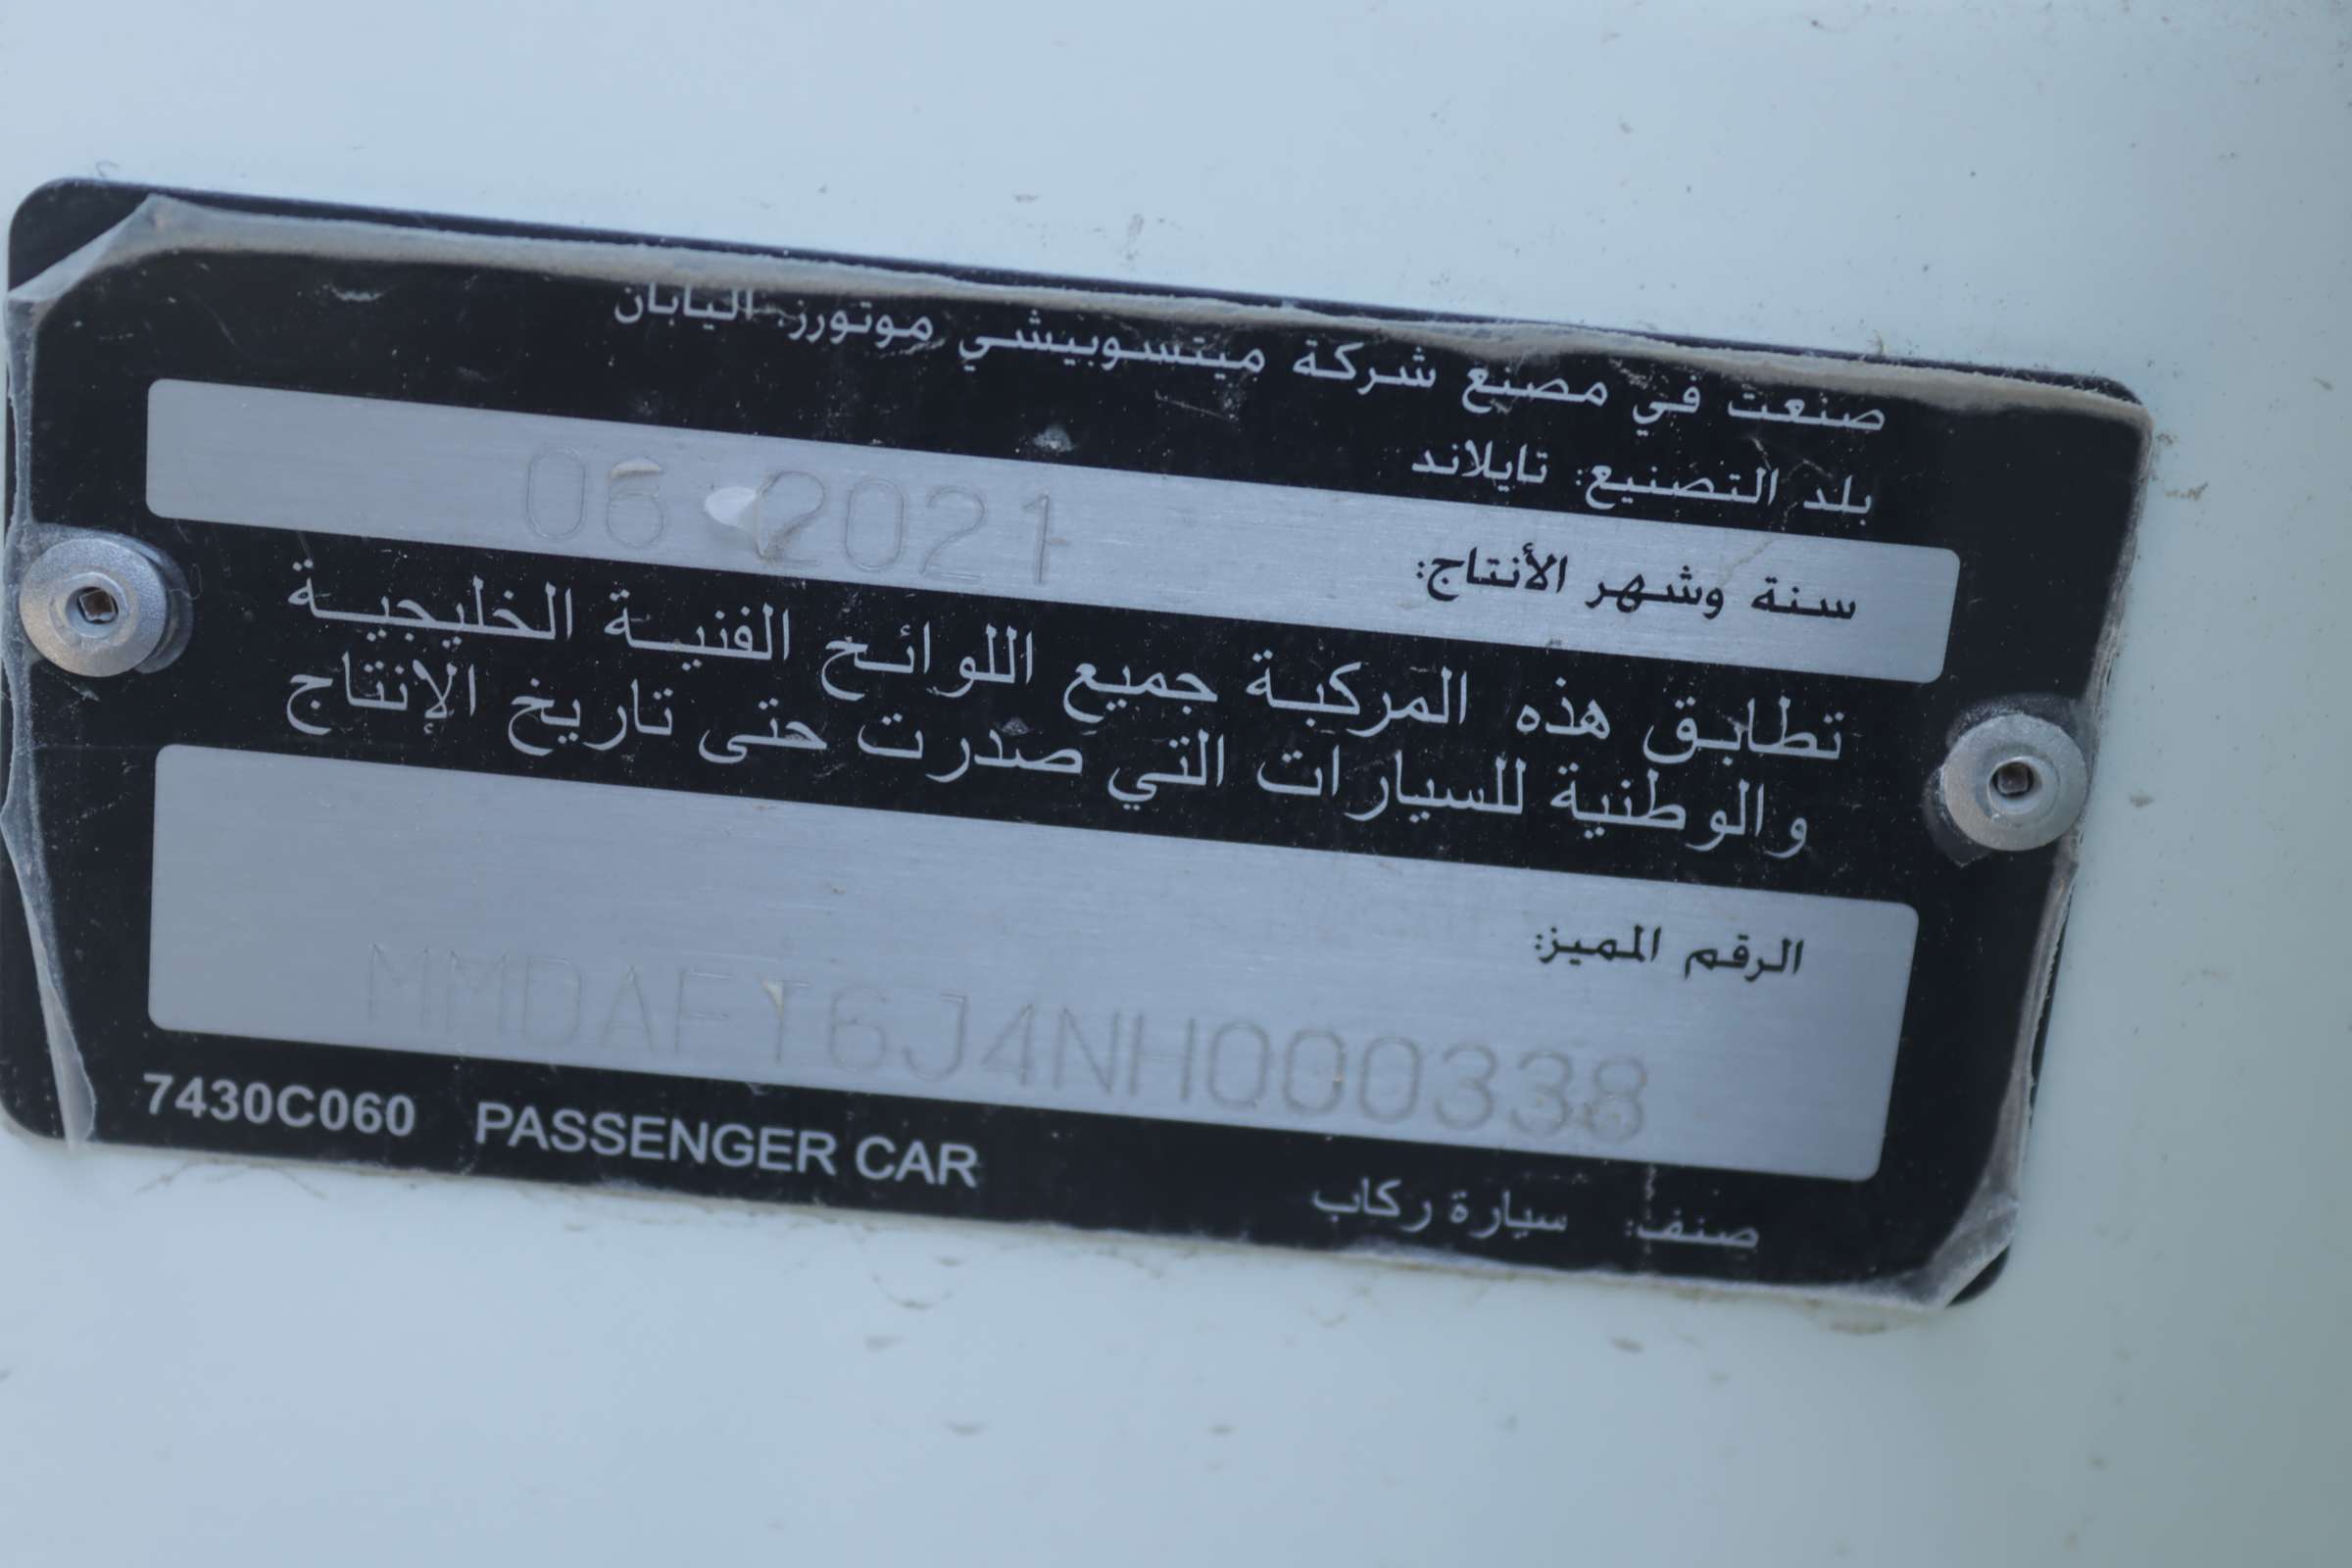 صنعت في مصنع شركة ميتسوبيشي موتورز. اليابان
بلد التصنيع: تايلاند
سنة وشهر الأنتاج: 06 2021
تطابق هذه المركبة جميع اللوائح الفنية الخليجية
والوطنية للسيارات التي صدرت حتى تاريخ الإنتاج
الرقم المميز:
MMDAFT6J4NH000338
7430C060 PASSENGER CAR صنف: سيارة ركاب